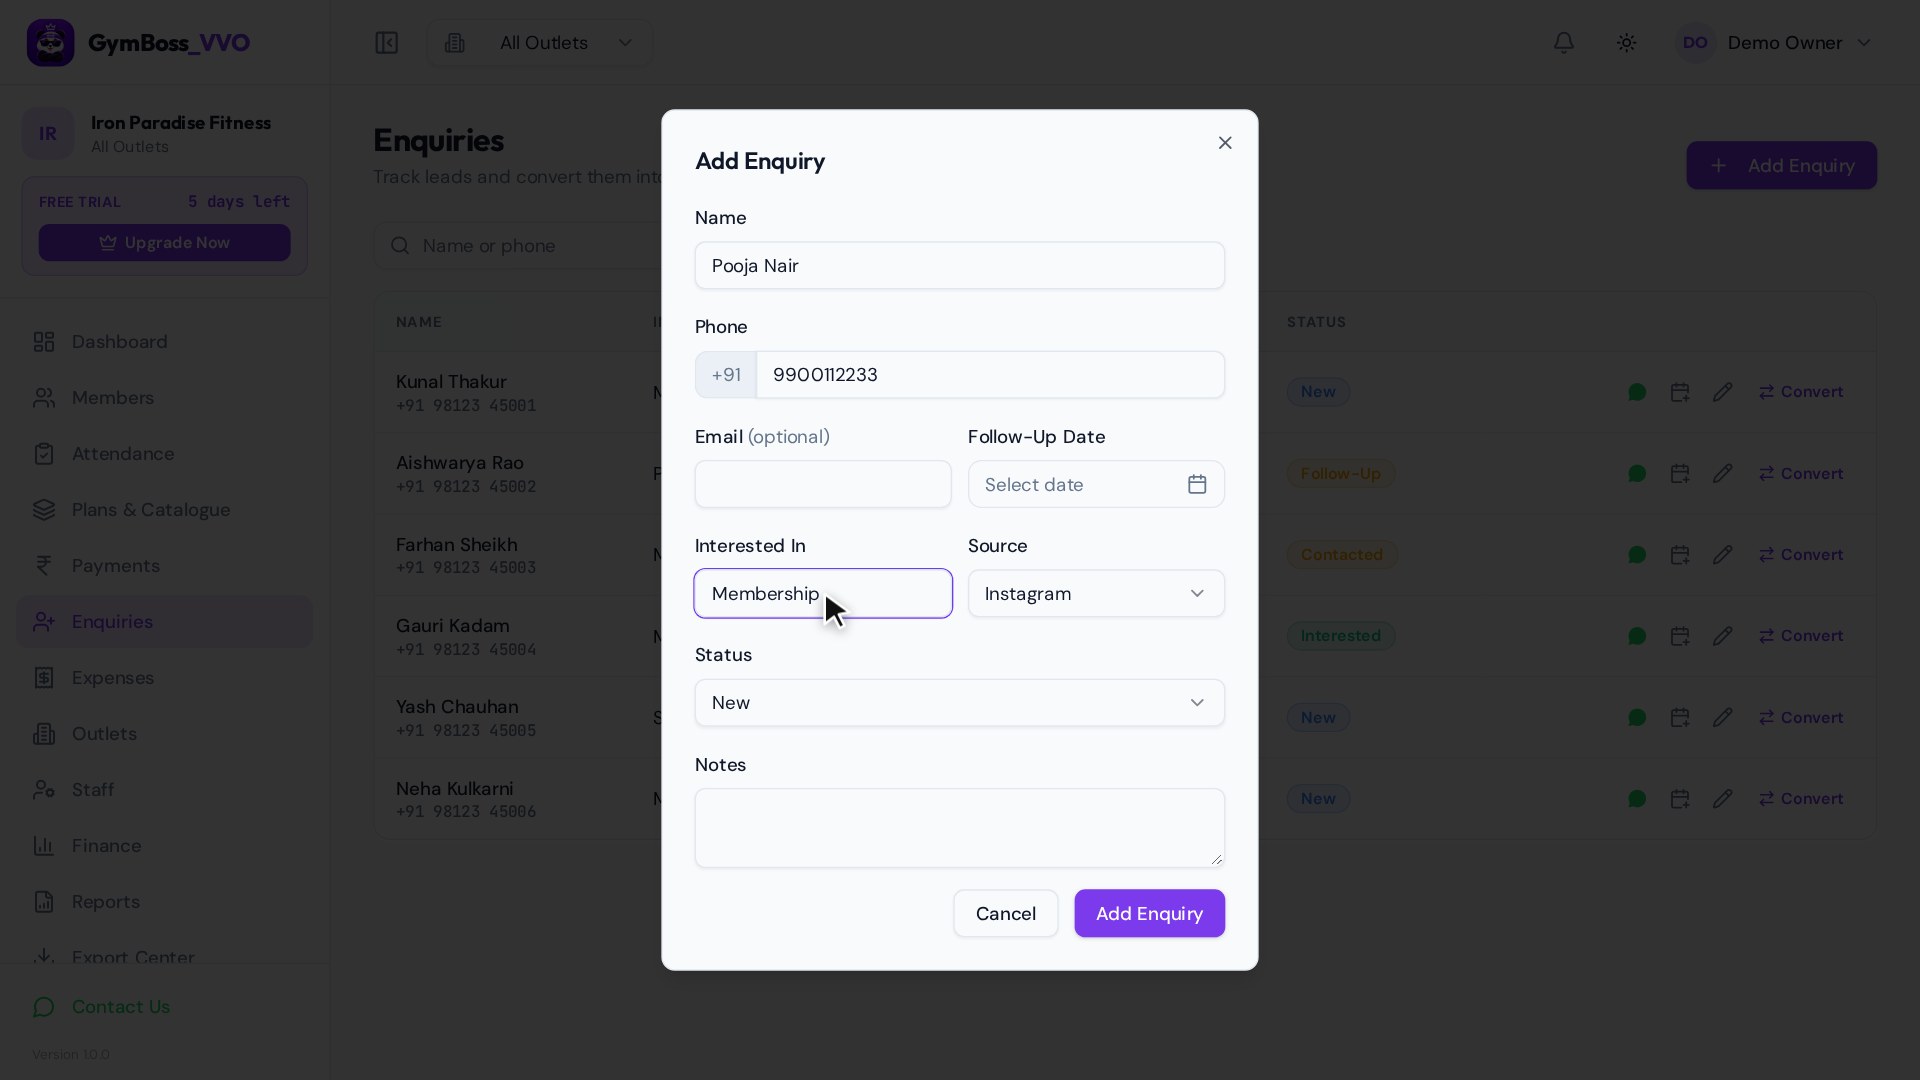 GymBoss_VVO
All Outlets
DO
Demo Owner
IR
Iron Paradise Fitness
All Outlets
FREE TRIAL
5 days left
Upgrade Now
Dashboard
Members
Attendance
Plans & Catalogue
Payments
Enquiries
Expenses
Outlets
Staff
Finance
Reports
Export Center
Contact Us
Version 1.0.0
Enquiries
Track leads and convert them
Add Enquiry
Name or phone
NAME
STATUS
Kunal Thakur
+91 98123 45001
New
Convert
Aishwarya Rao
+91 98123 45002
Follow-Up
Convert
Farhan Sheikh
+91 98123 45003
Contacted
Convert
Gauri Kadam
+91 98123 45004
Interested
Convert
Yash Chauhan
+91 98123 45005
New
Convert
Neha Kulkarni
+91 98123 45006
New
Convert
Add Enquiry
Name
Pooja Nair
Phone
+91
9900112233
Email (optional)
Follow-Up Date
Select date
Interested In
Source
Membership
Instagram
Status
New
Notes
Cancel
Add Enquiry